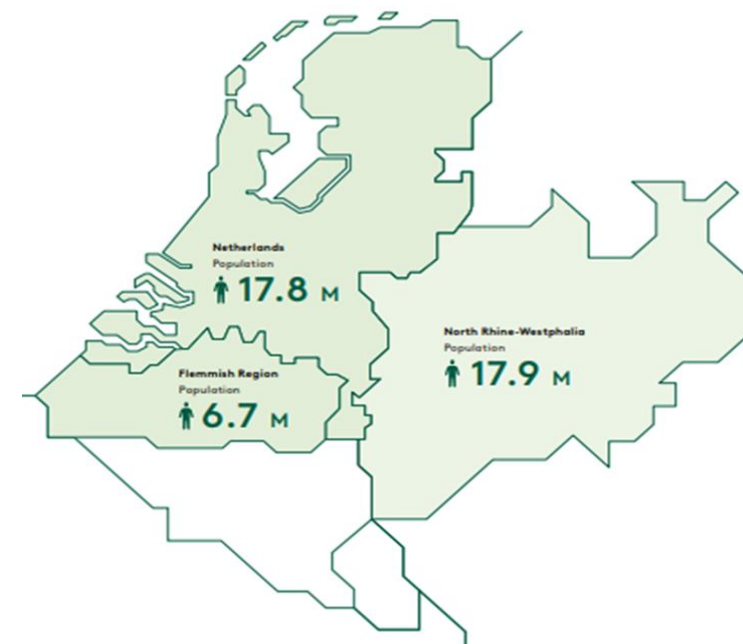 Netherlands
Population
17.8 M
North Rhine-Westphalia
Population
17.9 M
Flemmish Region
Population
6.7 M